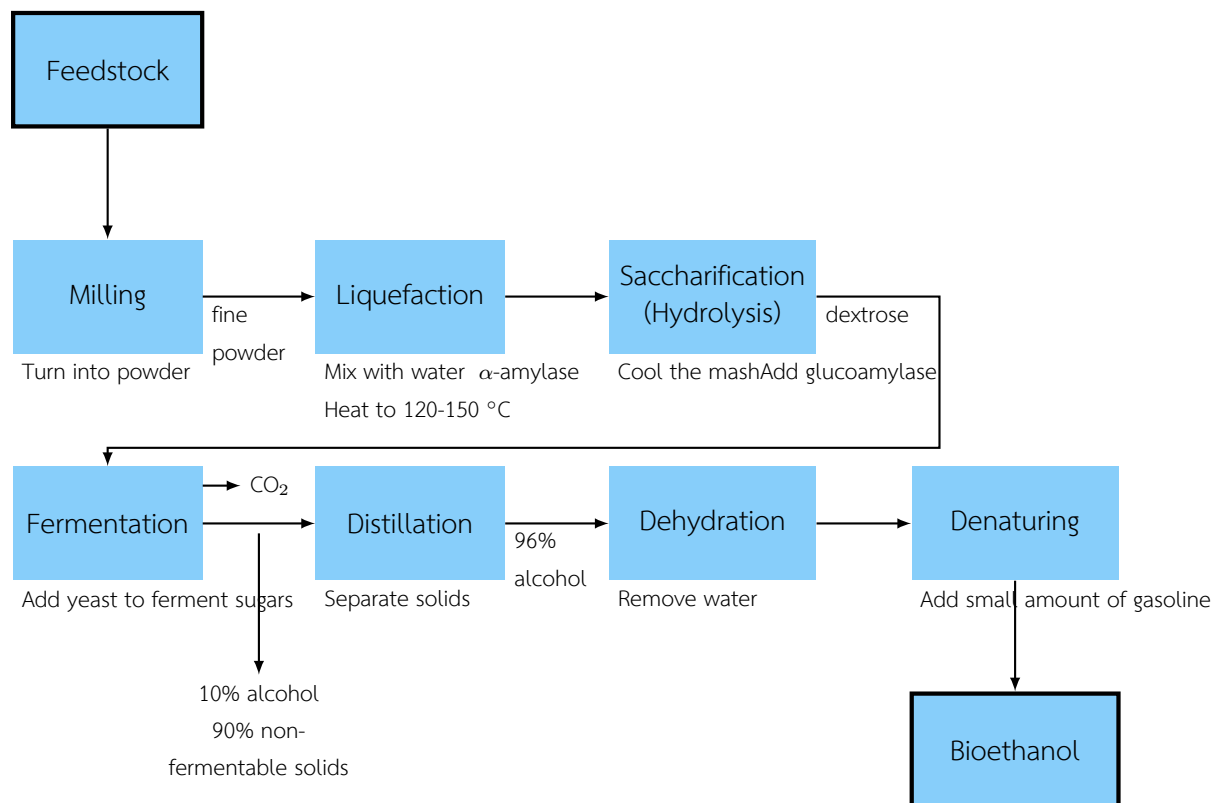 Feedstock
Milling
fine
powder
Turn into powder
Liquefaction
Mix with water α-amylase
Heat to 120-150 °C
Saccharification
(Hydrolysis)
dextrose
Cool the mashAdd glucoamylase
Fermentation
CO₂
Add yeast to ferment sugars
10% alcohol
90% non-
fermentable solids
Distillation
96%
alcohol
Separate solids
Dehydration
Remove water
Denaturing
Add small amount of gasoline
Bioethanol